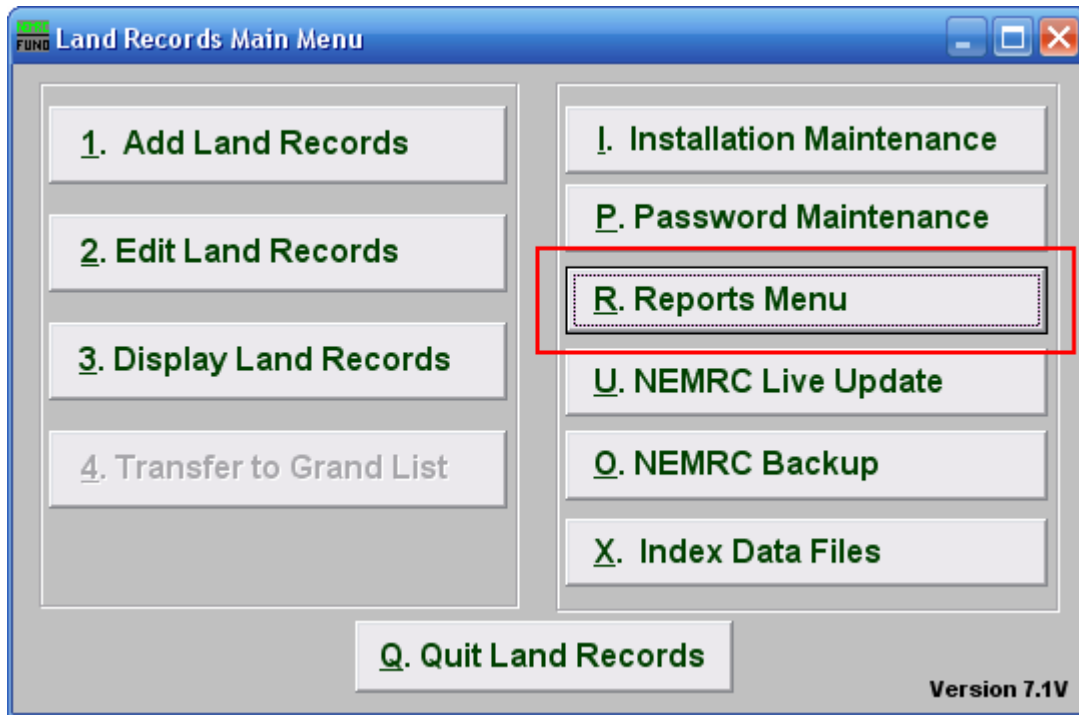 NEMRC
FUND Land Records Main Menu
1. Add Land Records
2. Edit Land Records
3. Display Land Records
4. Transfer to Grand List
I. Installation Maintenance
P. Password Maintenance
R. Reports Menu
U. NEMRC Live Update
O. NEMRC Backup
X. Index Data Files
Q. Quit Land Records
Version 7.1V